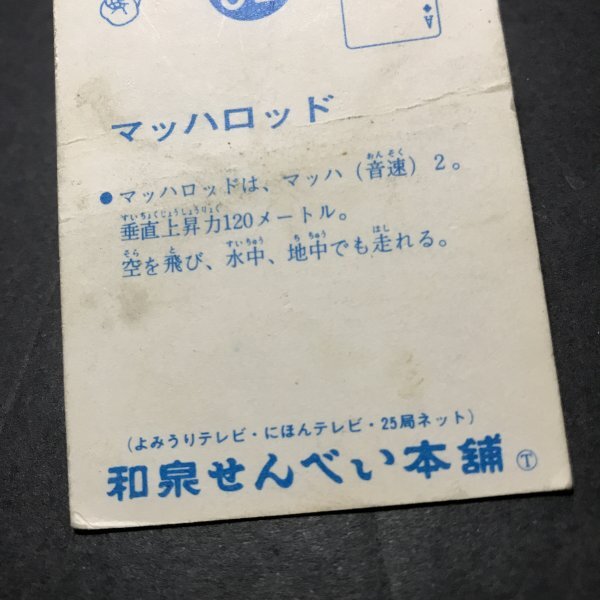 A
マッハロッド
●マッハロッドは、マッハ（音速）2。
垂直上昇力120メートル。
空を飛び、水中、地中でも走れる。
（よみうりテレビ・にほんテレビ・25局ネット）
和泉せんべい本舗 Ⓣ